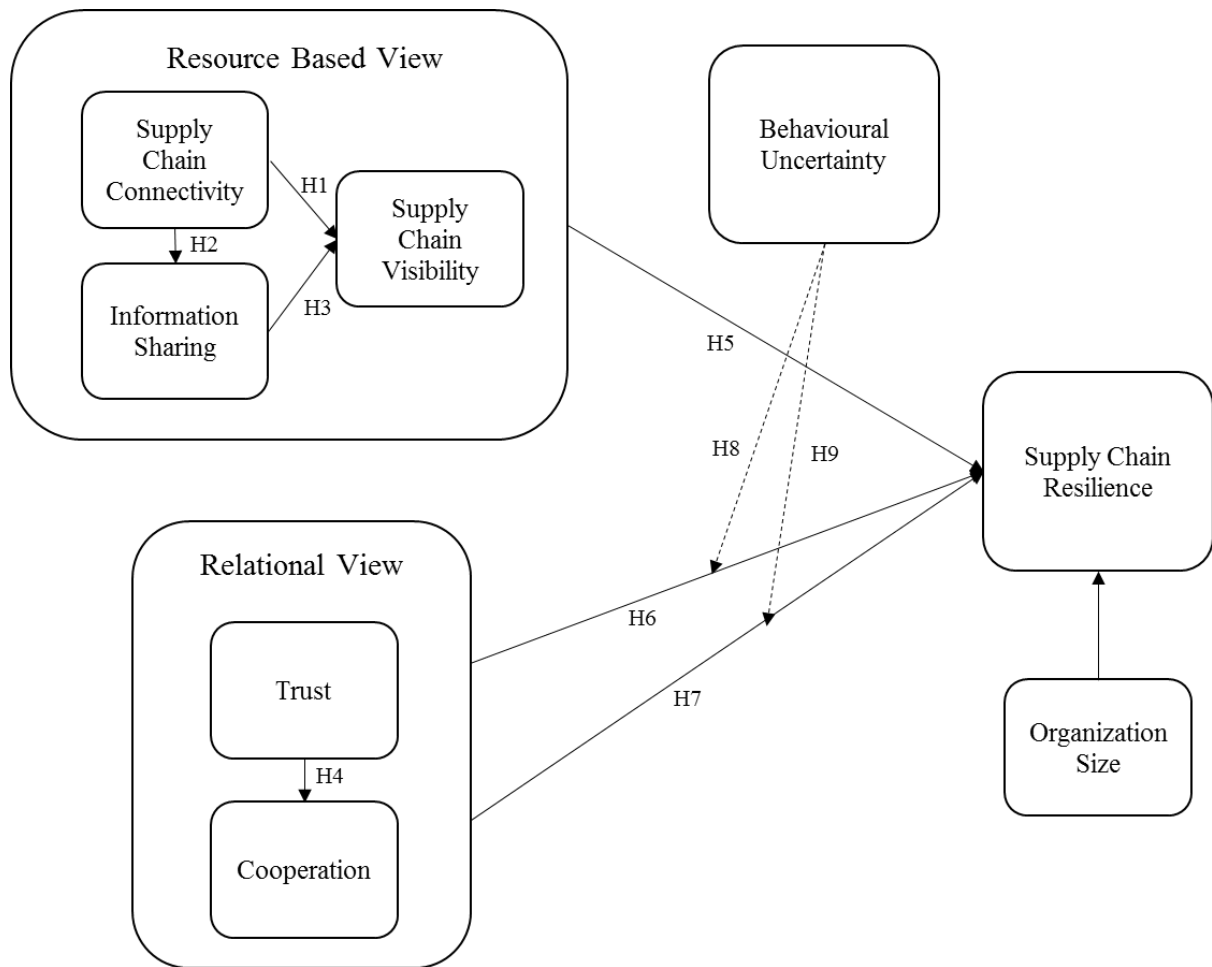 Resource Based View
Supply
Chain
Connectivity
H1
Supply
Chain
Visibility
H2
Information
Sharing
H3
Behavioural
Uncertainty
H5
H8
H9
Supply Chain
Resilience
Relational View
H6
Trust
H7
H4
Cooperation
Organization
Size